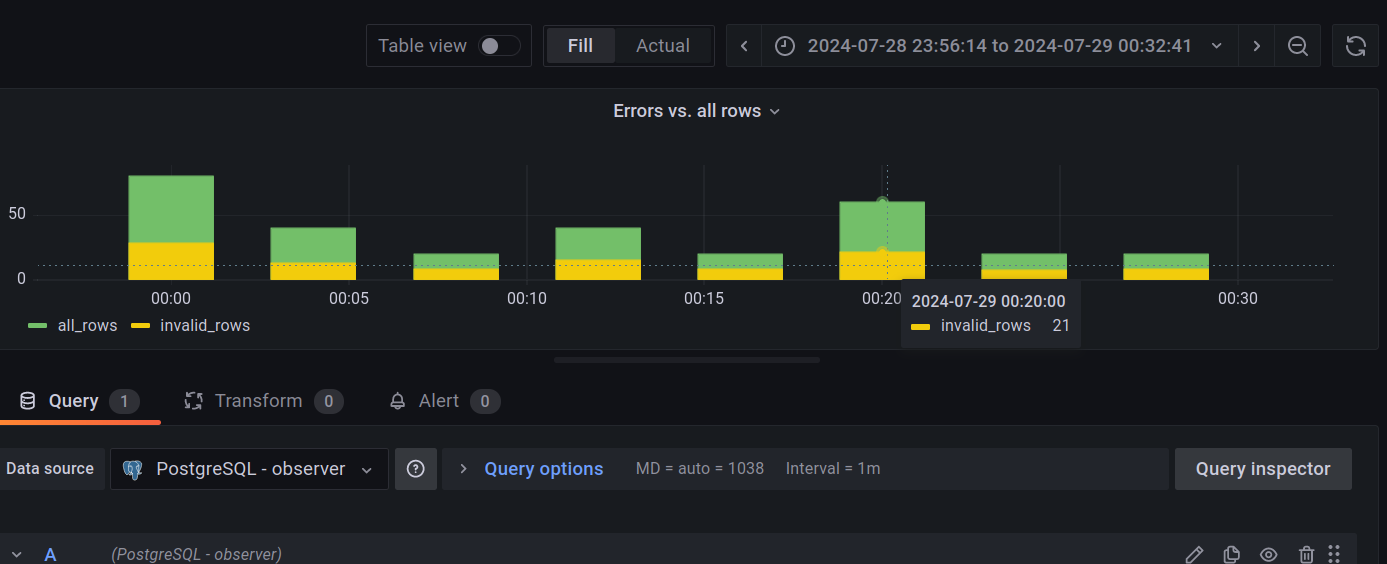 Table view Fill Actual 2024-07-28 23:56:14 to 2024-07-29 00:32:41
Errors vs. all rows
50
0
00:00 00:05 00:10 00:15 00:20 00:30
2024-07-29 00:20:00
all_rows invalid_rows invalid_rows 21
Query 1 Transform 0 Alert 0
Data source PostgreSQL - observer Query options MD = auto = 1038 Interval = 1m Query inspector
A (PostgreSQL - observer)